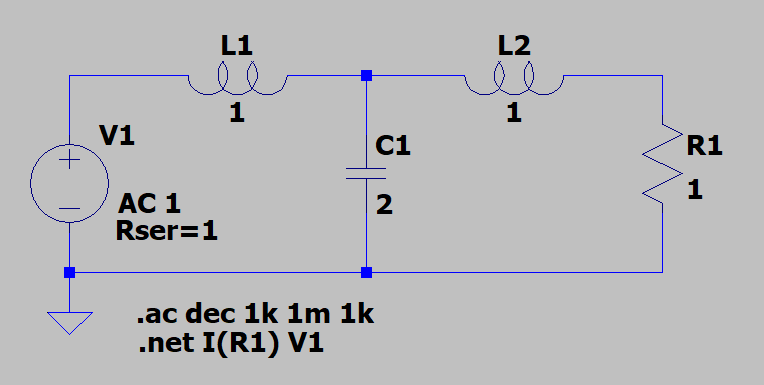 L1
L2
1
1
V1
C1
R1
1
AC 1
2
Rser=1
.ac dec 1k 1m 1k
.net I(R1) V1